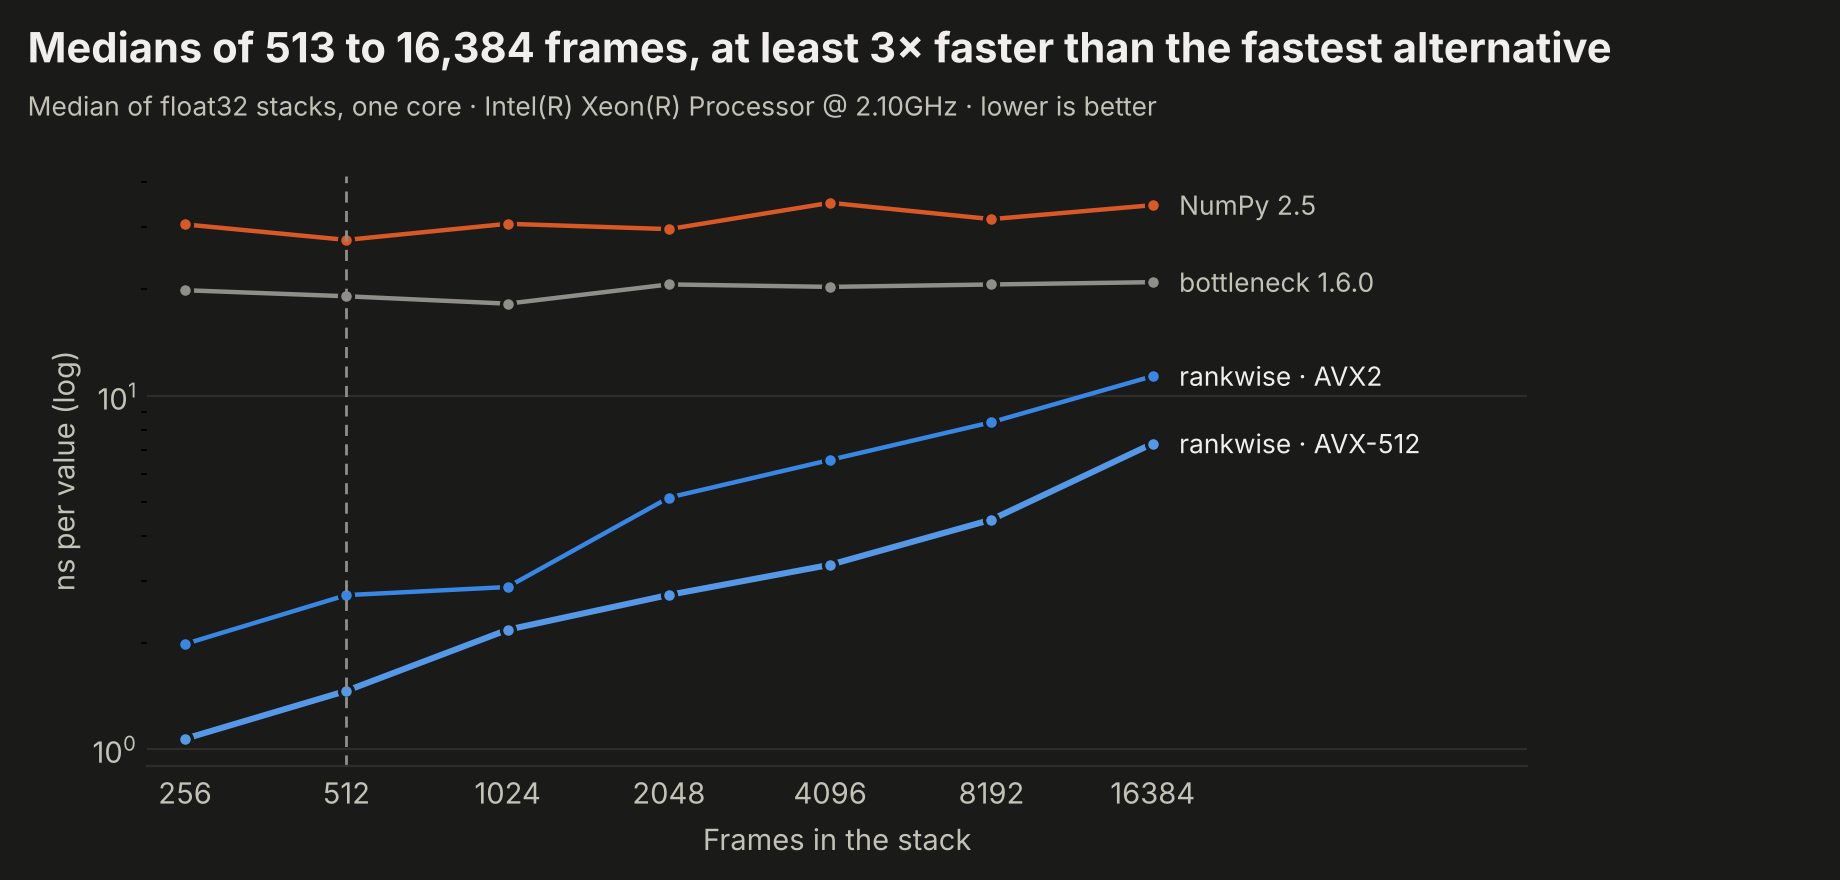 Medians of 513 to 16,384 frames, at least 3× faster than the fastest alternative
Median of float32 stacks, one core · Intel(R) Xeon(R) Processor @ 2.10GHz · lower is better
NumPy 2.5
bottleneck 1.6.0
rankwise · AVX2
rankwise · AVX-512
ns per value (log)
10¹
10⁰
256 512 1024 2048 4096 8192 16384
Frames in the stack